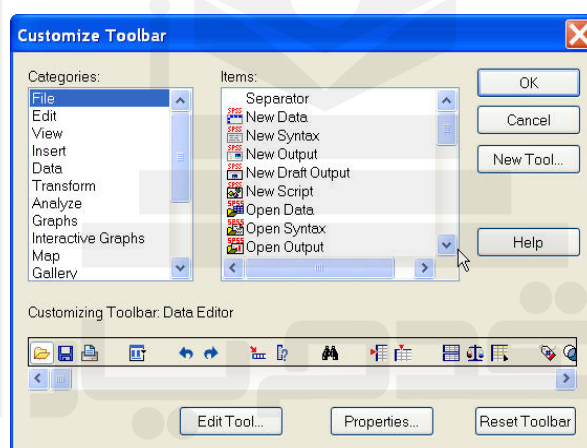 Customize Toolbar
Categories:
File
Edit
View
Insert
Data
Transform
Analyze
Graphs
Interactive Graphs
Map
Gallery
Items:
Separator
New Data
New Syntax
New Output
New Draft Output
New Script
Open Data
Open Syntax
Open Output
OK
Cancel
New Tool...
Help
Customizing Toolbar: Data Editor
Edit Tool...
Properties...
Reset Toolbar